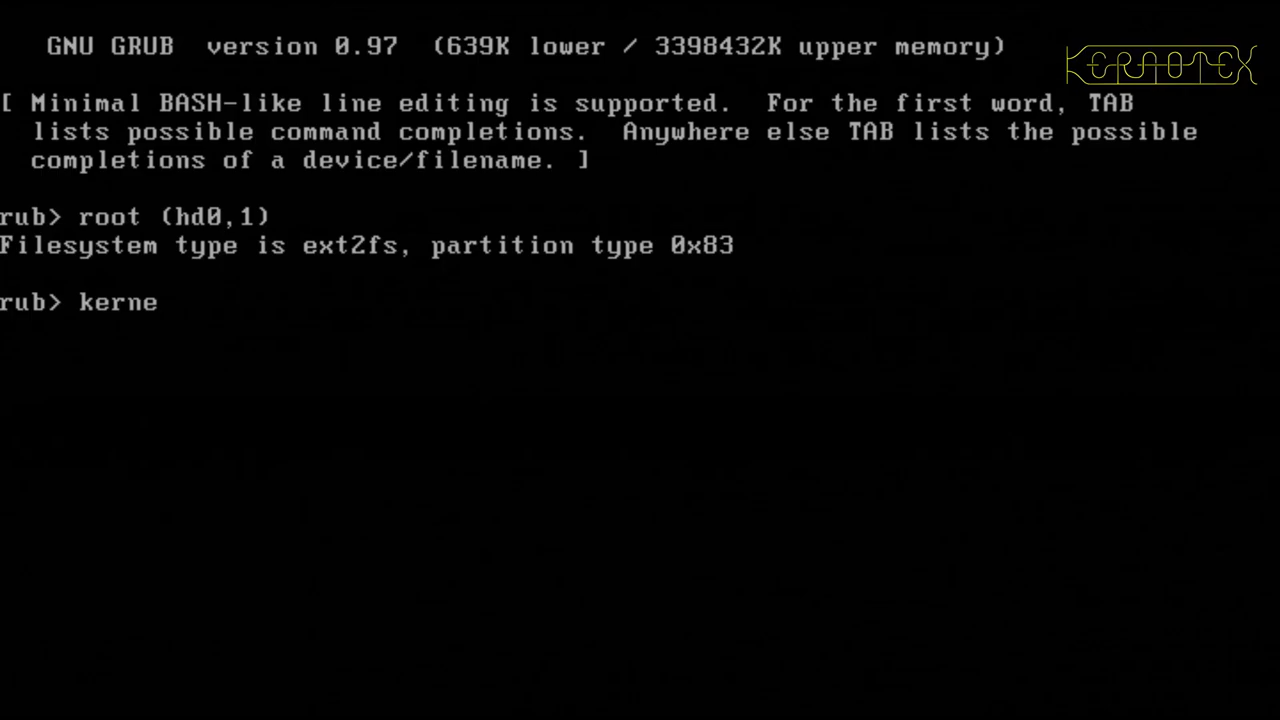 GNU GRUB version 0.97 (639K lower / 3398432K upper memory)
KERNOTEX
[ Minimal BASH-like line editing is supported. For the first word, TAB
lists possible command completions. Anywhere else TAB lists the possible
completions of a device/filename. ]
rub> root (hd0,1)
Filesystem type is ext2fs, partition type 0x83
rub> kerne